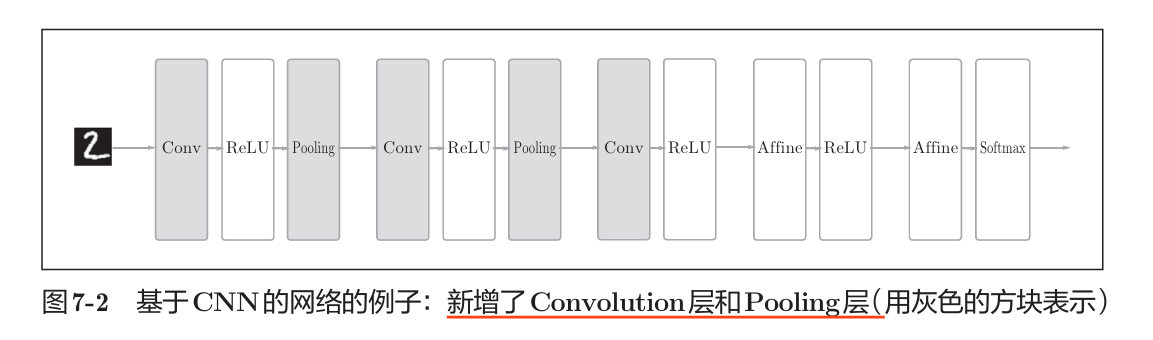 2 Conv ReLU Pooling Conv ReLU Pooling Conv ReLU Affine ReLU Affine Softmax
图7-2 基于CNN的网络的例子：新增了Convolution层和Pooling层（用灰色的方块表示）